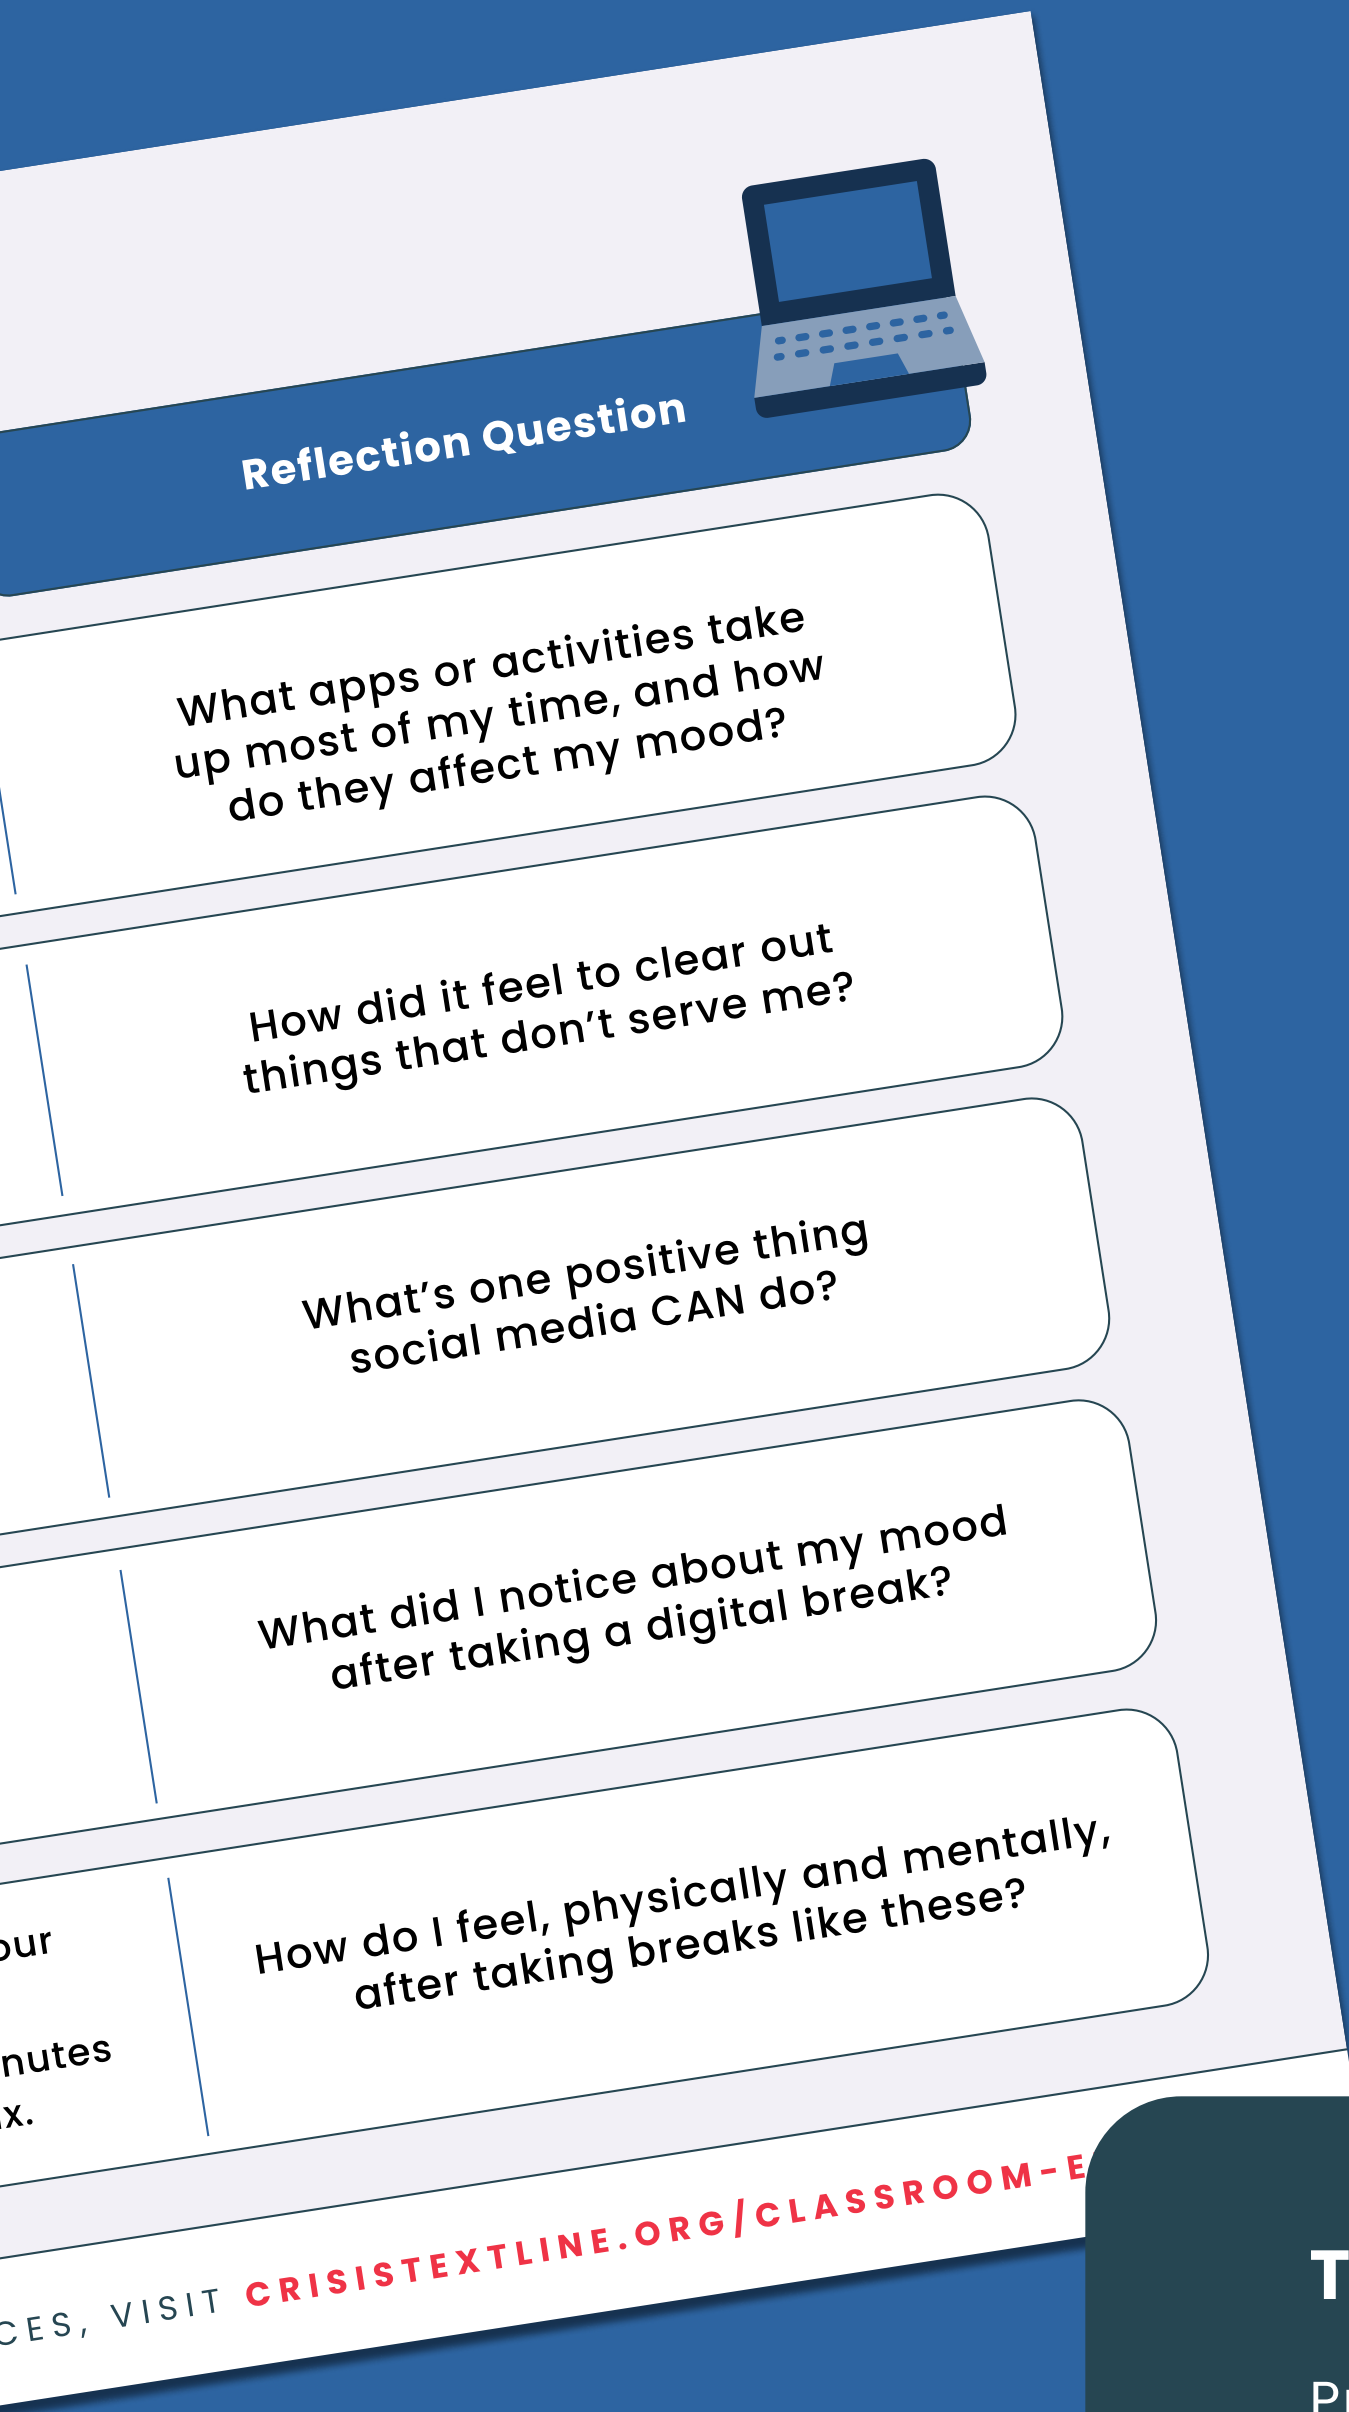 Reflection Question
What apps or activities take
up most of my time, and how
do they affect my mood?
How did it feel to clear out
things that don’t serve me?
What’s one positive thing
social media CAN do?
What did I notice about my mood
after taking a digital break?
How do I feel, physically and mentally,
after taking breaks like these?
VISIT CRISISTEXTLINE.ORG/CLASSROOM-E